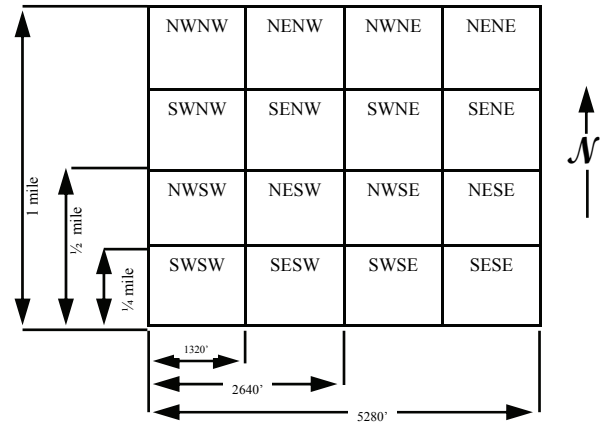 NWNW NENW NWNE NENE
SWNW SENW SWNE SENE
N
1 mile
½ mile
NWSW NESW NWSE NESE
¼ mile
SWSW SESW SWSE SESE
1320'
2640'
5280'